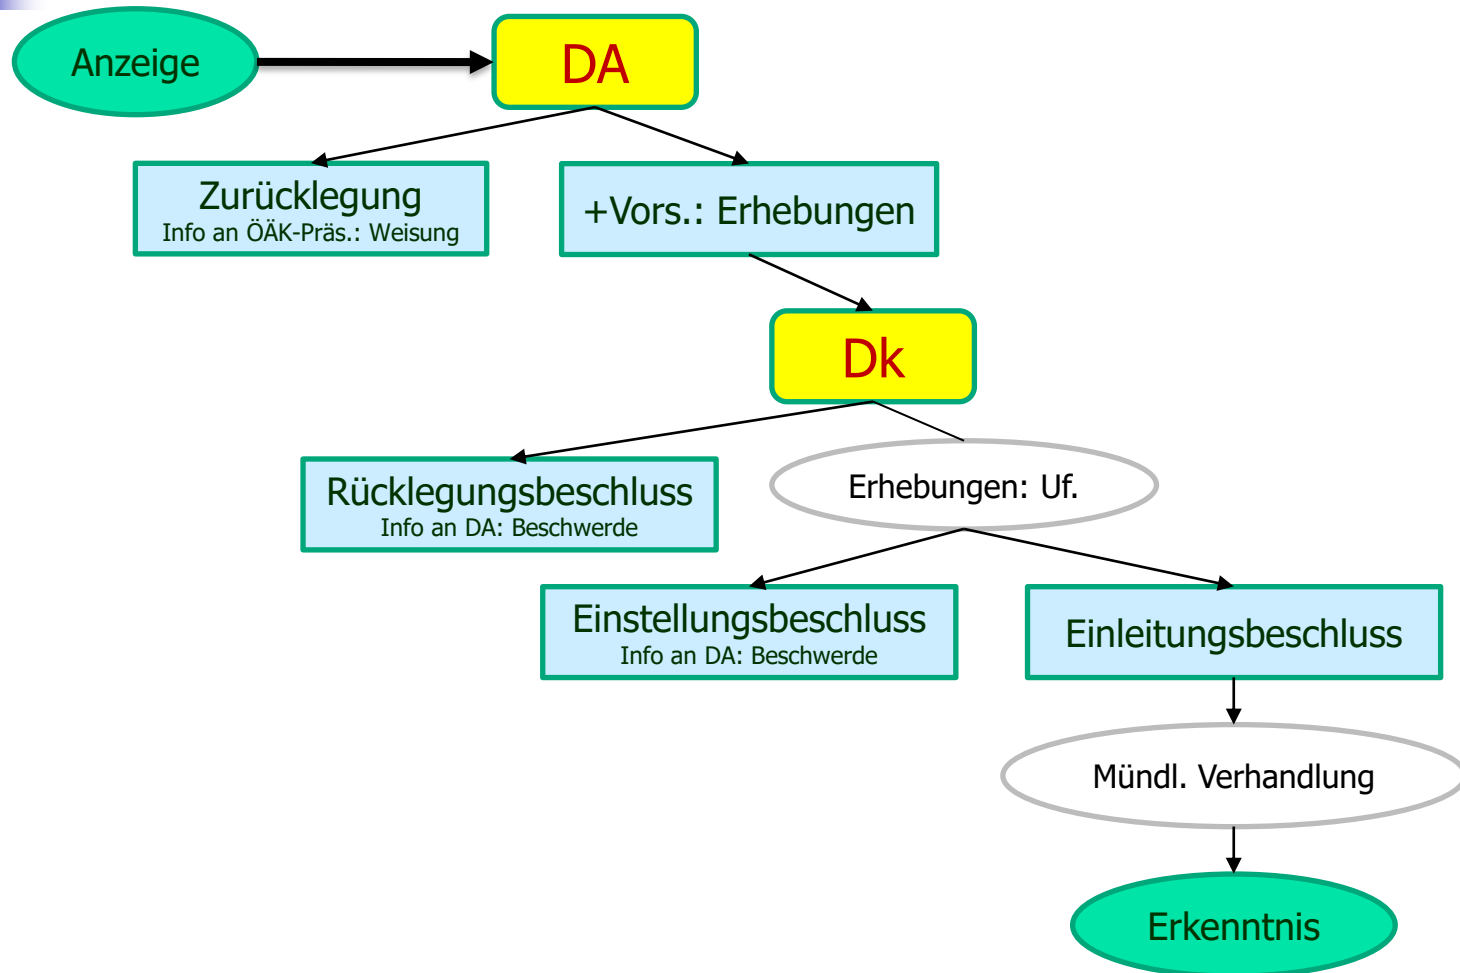 Anzeige
DA
Zurücklegung
Info an ÖÄK-Präs.: Weisung
+Vors.: Erhebungen
Dk
Rücklegungsbeschluss
Info an DA: Beschwerde
Erhebungen: Uf.
Einstellungsbeschluss
Info an DA: Beschwerde
Einleitungsbeschluss
Mündl. Verhandlung
Erkenntnis